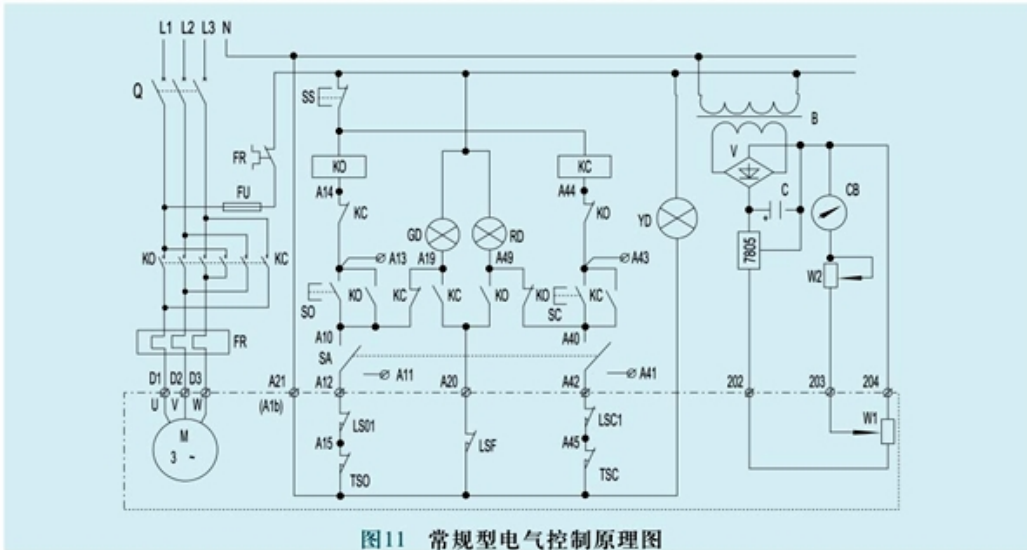 L1 L2 L3 N
Q
SS
B
FR
KO
KC
V
FU
A14
A44
C
CB
KC
KO
YD
GD
RD
7805
KO
KC
A13
A19
A49
A43
W2
SO
KO
KC
KC
KO
KO
SC
KC
FR
A10
A40
SA
A11
A41
D1 D2 D3 A21 A12 A20 A42 202 203 204
U V W (A1b)
M
3 ~
LS01
LSF
LSC1
W1
A15
A45
TSO
TSC
图11 常规型电气控制原理图